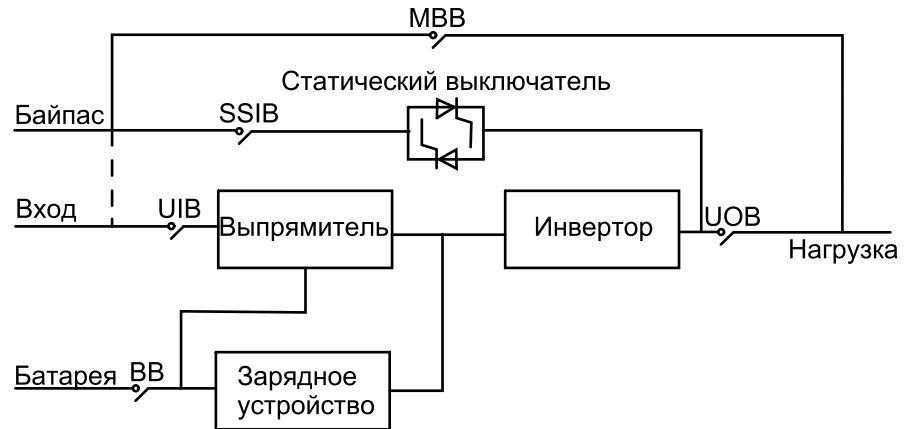 MBB
Статический выключатель
Байпас
SSIB
Вход
UIB
Выпрямитель
Инвертор
UOB
Нагрузка
Батарея
BB
Зарядное
устройство